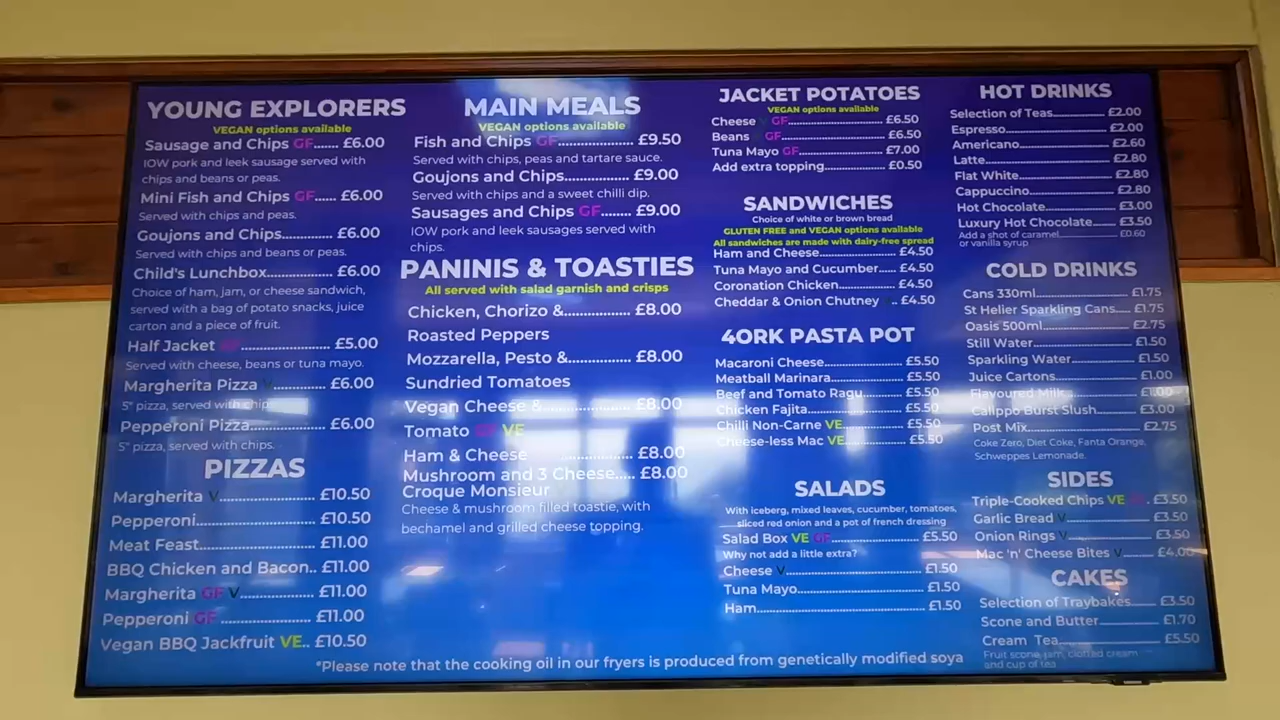 YOUNG EXPLORERS
VEGAN options available
Sausage and Chips GF...... £6.00
IOW pork and leek sausage served with
chips and beans or peas.
Mini Fish and Chips GF...... £6.00
Served with chips and peas.
Goujons and Chips............. £6.00
Served with chips and beans or peas.
Child's Lunchbox................. £6.00
Choice of ham, jam, or cheese sandwich,
served with a bag of potato snacks, juice
carton and a piece of fruit.
Half Jacket GF ...................... £5.00
Served with cheese, beans or tuna mayo.
Margherita Pizza V................ £6.00
5" pizza, served with chips.
Pepperoni Pizza.................... £6.00
5" pizza, served with chips.
PIZZAS
Margherita V...................... £10.50
Pepperoni............................ £10.50
Meat Feast........................... £11.00
BBQ Chicken and Bacon.. £11.00
Margherita GF V................. £11.00
Pepperoni GF ..................... £11.00
Vegan BBQ Jackfruit VE.. £10.50
MAIN MEALS
VEGAN options available
Fish and Chips GF................ £9.50
Served with chips, peas and tartare sauce.
Goujons and Chips.............. £9.00
Served with chips and a sweet chilli dip.
Sausages and Chips GF....... £9.00
IOW pork and leek sausages served with
chips.
PANINIS & TOASTIES
All served with salad garnish and crisps
Chicken, Chorizo &............... £8.00
Roasted Peppers
Mozzarella, Pesto &.............. £8.00
Sundried Tomatoes
Vegan Cheese &.................... £8.00
Tomato GF VE
Ham & Cheese ................ £8.00
Mushroom and 3 Cheese..... £8.00
Croque Monsieur
Cheese & mushroom filled toastie, with
bechamel and grilled cheese topping.
JACKET POTATOES
VEGAN options available
Cheese V GF............................ £6.50
Beans V GF.............................. £6.50
Tuna Mayo GF......................... £7.00
Add extra topping.................. £0.50
SANDWICHES
Choice of white or brown bread
GLUTEN FREE and VEGAN options available
All sandwiches are made with dairy-free spread
Ham and Cheese.................... £4.50
Tuna Mayo and Cucumber..... £4.50
Coronation Chicken............... £4.50
Cheddar & Onion Chutney V.. £4.50
4ORK PASTA POT
Macaroni Cheese.................... £5.50
Meatball Marinara.................. £5.50
Beef and Tomato Ragu........... £5.50
Chicken Fajita......................... £5.50
Chilli Non-Carne VE............... £5.50
Cheese-less Mac VE................ £5.50
SALADS
With iceberg, mixed leaves, cucumber, tomatoes,
sliced red onion and a pot of french dressing
Salad Box VE GF...................... £5.50
Why not add a little extra?
Cheese V.................................. £1.50
Tuna Mayo............................... £1.50
Ham.......................................... £1.50
HOT DRINKS
Selection of Teas.............. £2.00
Espresso........................... £2.00
Americano....................... £2.60
Latte................................. £2.80
Flat White........................ £2.80
Cappuccino...................... £2.80
Hot Chocolate.................. £3.00
Luxury Hot Chocolate...... £3.50
Add a shot of caramel............... £0.60
or vanilla syrup
COLD DRINKS
Cans 330ml........................ £1.75
St Helier Sparkling Cans.... £1.75
Oasis 500ml....................... £2.75
Still Water.......................... £1.50
Sparkling Water................. £1.50
Juice Cartons..................... £1.00
Flavoured Milk................... £1.00
Calippo Burst Slush........... £3.00
Post Mix............................. £2.75
Coke Zero, Diet Coke, Fanta Orange,
Schweppes Lemonade.
SIDES
Triple-Cooked Chips VE GF. £3.50
Garlic Bread V.................... £3.50
Onion Rings V.................... £3.50
Mac 'n' Cheese Bites V....... £4.00
CAKES
Selection of Traybakes...... £3.50
Scone and Butter............... £1.70
Cream Tea......................... £5.50
Fruit scone, jam, clotted cream
and cup of tea
*Please note that the cooking oil in our fryers is produced from genetically modified soya